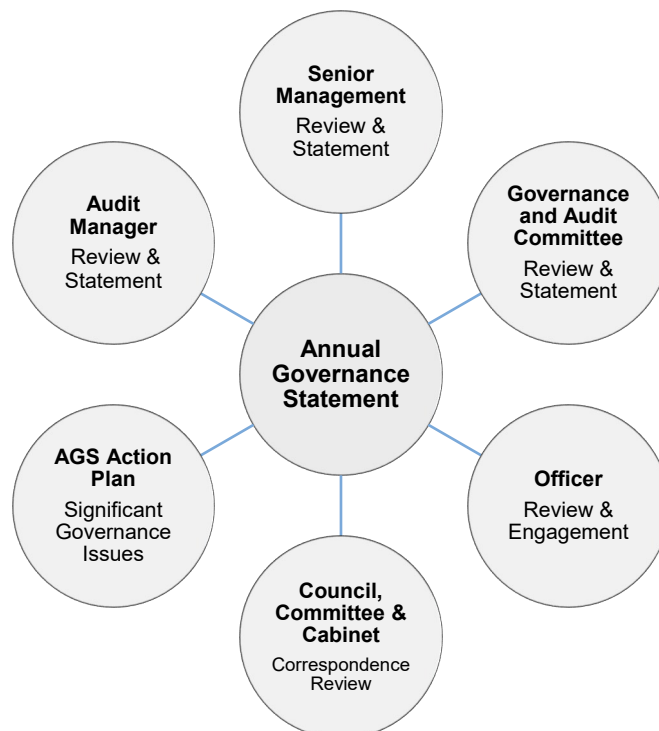 Senior
Management
Review &
Statement
Governance
and Audit
Committee
Review &
Statement
Audit
Manager
Review &
Statement
Annual
Governance
Statement
AGS Action
Plan
Significant
Governance
Issues
Officer
Review &
Engagement
Council,
Committee &
Cabinet
Correspondence
Review